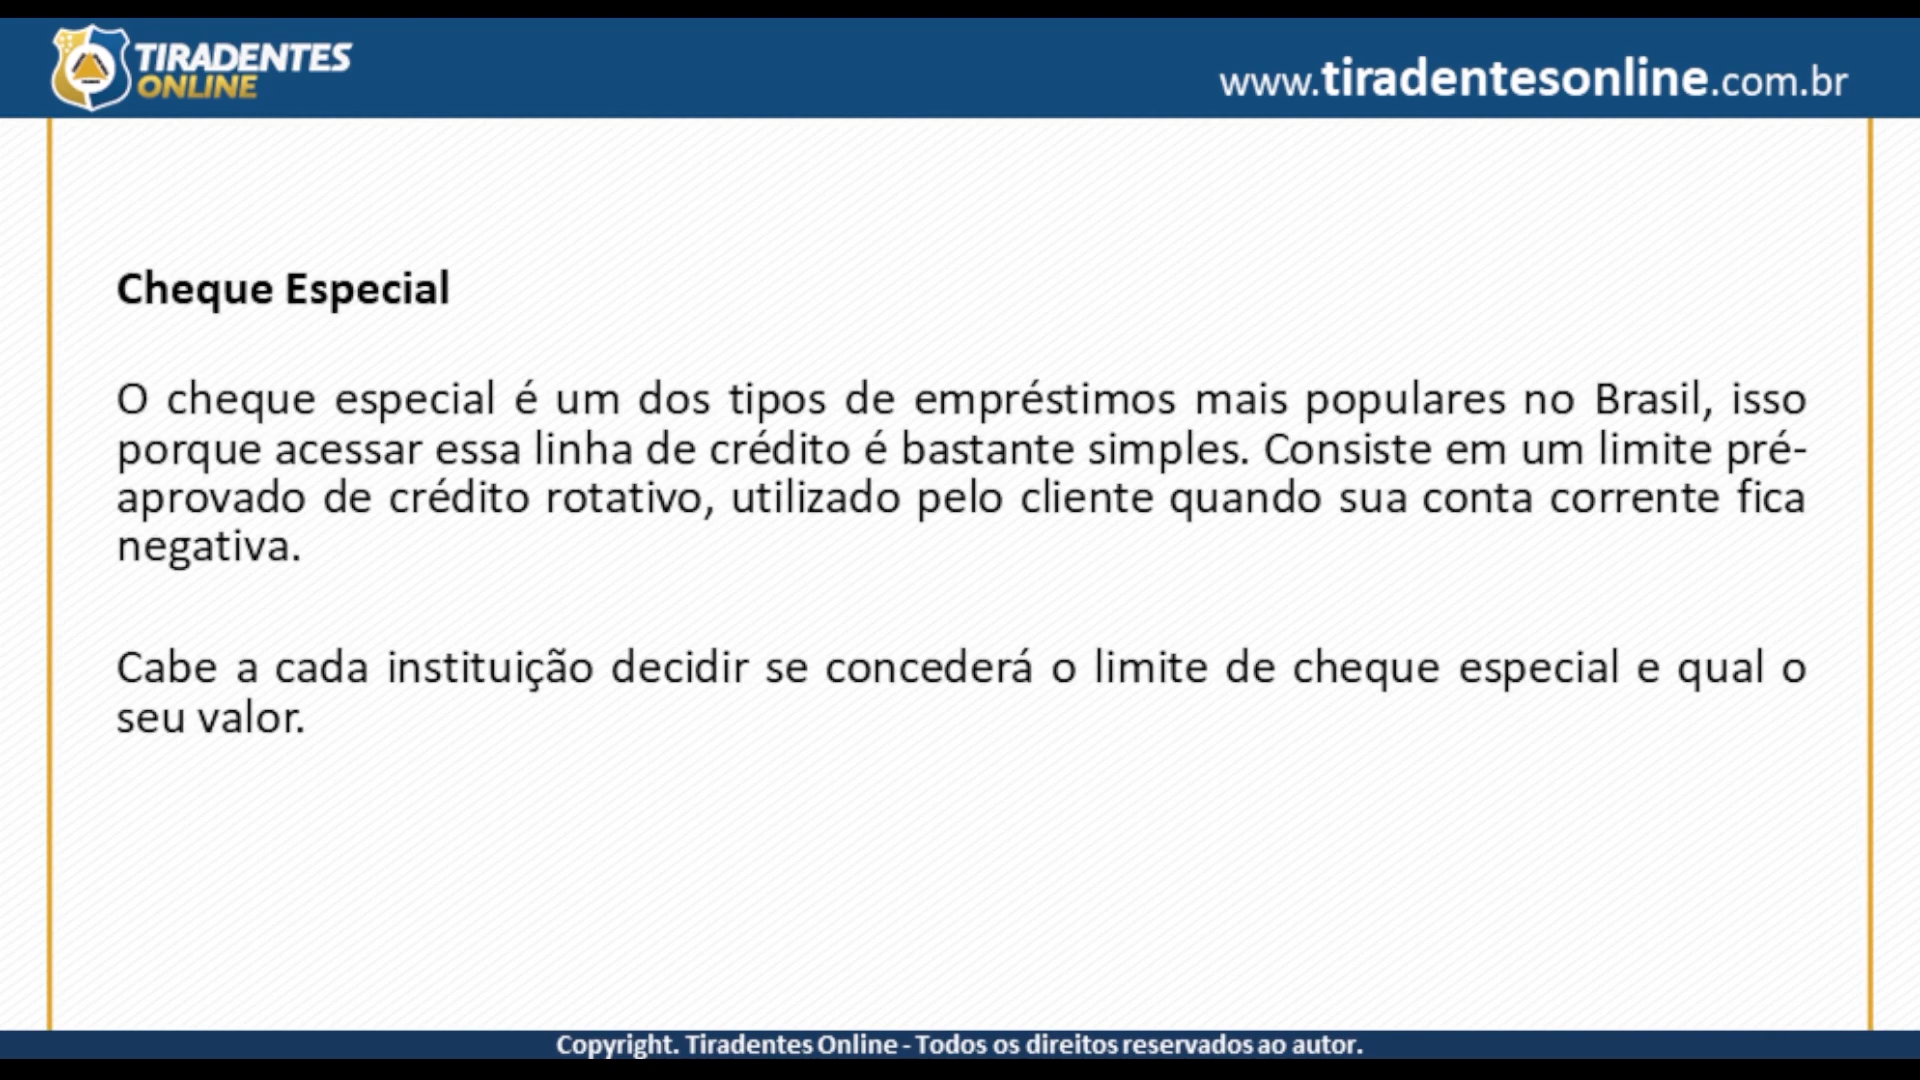 TIRADENTES
ONLINE
www.tiradentesonline.com.br
Cheque Especial
O cheque especial é um dos tipos de empréstimos mais populares no Brasil, isso
porque acessar essa linha de crédito é bastante simples. Consiste em um limite pré-
aprovado de crédito rotativo, utilizado pelo cliente quando sua conta corrente fica
negativa.
Cabe a cada instituição decidir se concederá o limite de cheque especial e qual o
seu valor.
Copyright. Tiradentes Online - Todos os direitos reservados ao autor.